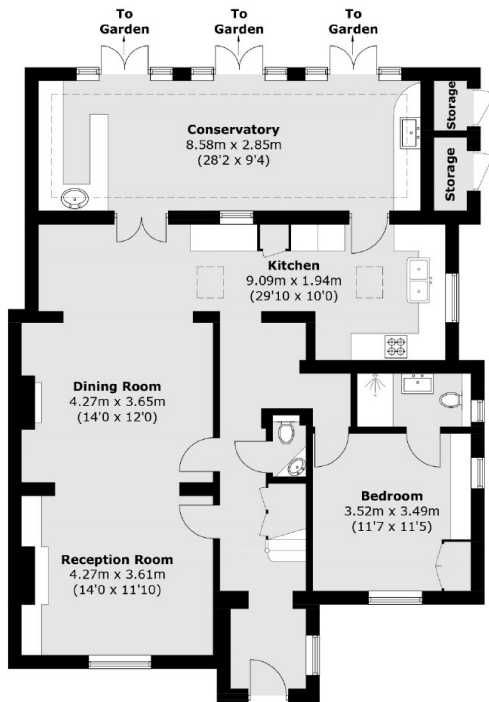 To
Garden
To
Garden
To
Garden
Storage
Storage
Conservatory
8.58m x 2.85m
(28'2 x 9'4)
Kitchen
9.09m x 1.94m
(29'10 x 10'0)
Dining Room
4.27m x 3.65m
(14'0 x 12'0)
Bedroom
3.52m x 3.49m
(11'7 x 11'5)
Reception Room
4.27m x 3.61m
(14'0 x 11'10)